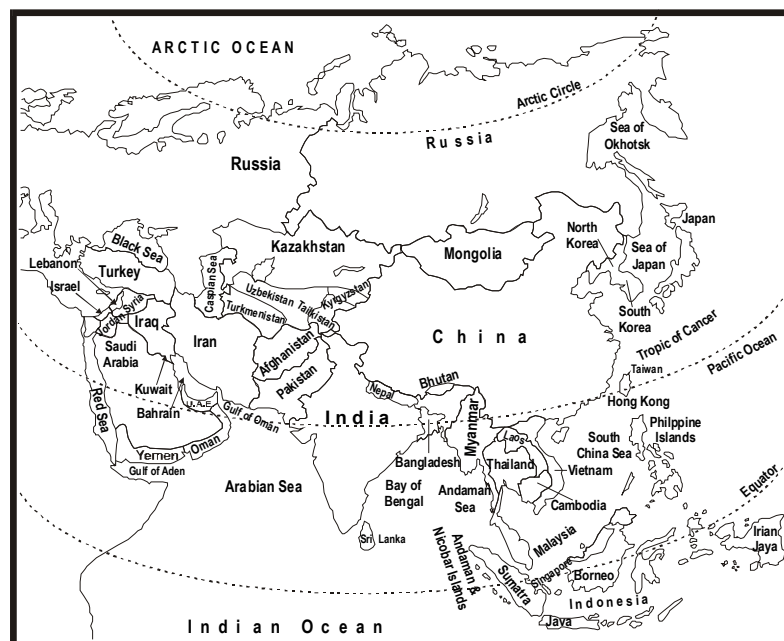 ARCTIC OCEAN
Arctic Circle
Russia
Sea of
Okhotsk
Russia
Black Sea
Kazakhstan
Mongolia
North
Korea
Japan
Sea of
Japan
Lebanon
Turkey
Caspian Sea
Israel
Uzbekistan
Tailkistan
Kyrgyzstan
Jordan
Syria
Iraq
Turkmenistan
Iran
China
South
Korea
Tropic of Cancer
Saudi
Arabia
Afghanistan
Pacific Ocean
Kuwait
Pakistan
Nepal
Bhutan
Taiwan
Bahrain
U.A.E
Gulf of Oman
India
Hong Kong
Red Sea
Myanmar
Philppine
Islands
Yemen
Oman
Laos
South
China Sea
Gulf of Aden
Bangladesh
Thailand
Vietnam
Arabian Sea
Bay of
Bengal
Andaman
Sea
Cambodia
Equator
Sri Lanka
Malaysia
Irian
Jaya
Andaman &
Nicobar Islands
Sumatra
Singapore
Borneo
Indonesia
Java
Indian Ocean